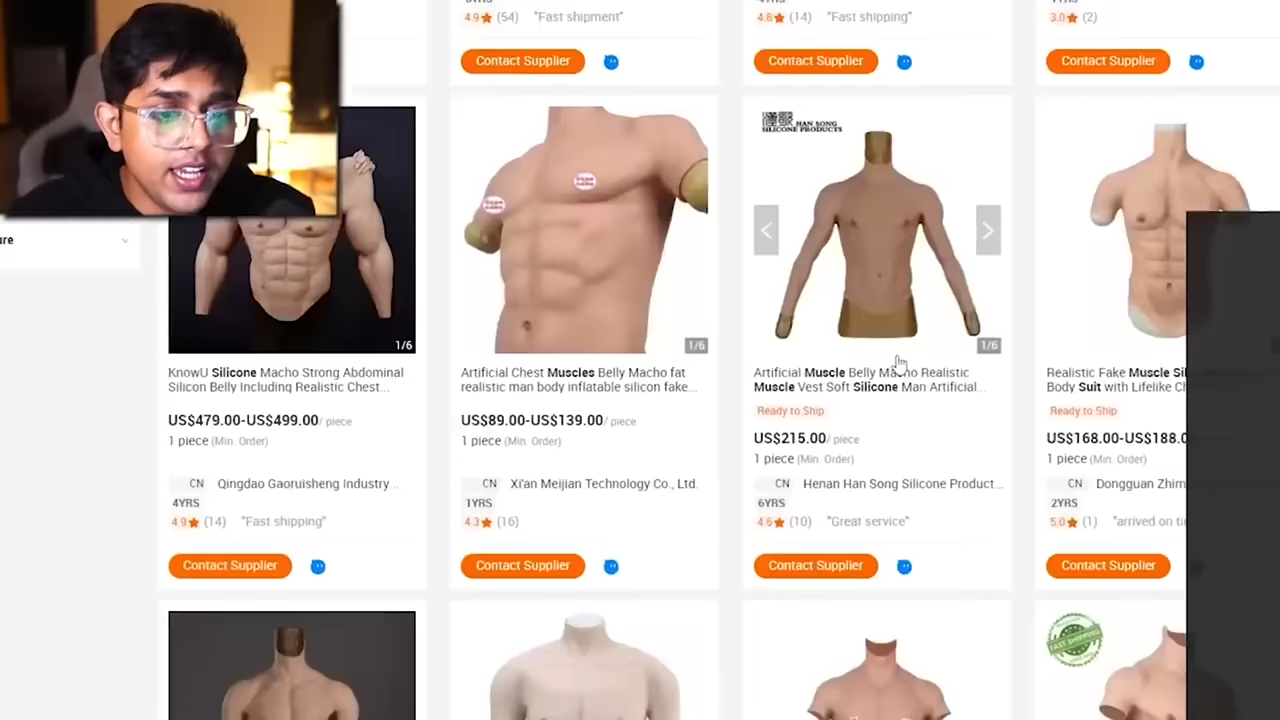 4.9 (54) "Fast shipment"
4.8 (14) "Fast shipping"
3.0 (2)
Contact Supplier
Contact Supplier
Contact Supplier
HAN SONG
SILICONE PRODUCTS
1/6
1/6
1/6
KnowU Silicone Macho Strong Abdominal
Silicon Belly Including Realistic Chest...
US$479.00-US$499.00/ piece
1 piece (Min. Order)
CN Qingdao Gaoruisheng Industry...
4YRS
4.9 (14) "Fast shipping"
Contact Supplier
Artificial Chest Muscles Belly Macho fat
realistic man body inflatable silicon fake...
US$89.00-US$139.00/ piece
1 piece (Min. Order)
CN Xi'an Meijian Technology Co., Ltd.
1YRS
4.3 (16)
Contact Supplier
Artificial Muscle Belly Macho Realistic
Muscle Vest Soft Silicone Man Artificial...
Ready to Ship
US$215.00/ piece
1 piece (Min. Order)
CN Henan Han Song Silicone Product...
6YRS
4.6 (10) "Great service"
Contact Supplier
Realistic Fake Muscle Sil
Body Suit with Lifelike
Ready to Ship
US$168.00-US$188.0
1 piece (Min. Order)
CN Dongguan Zhim
2YRS
5.0 (1) "arrived on
Contact Supplier
FAST SHIPPING